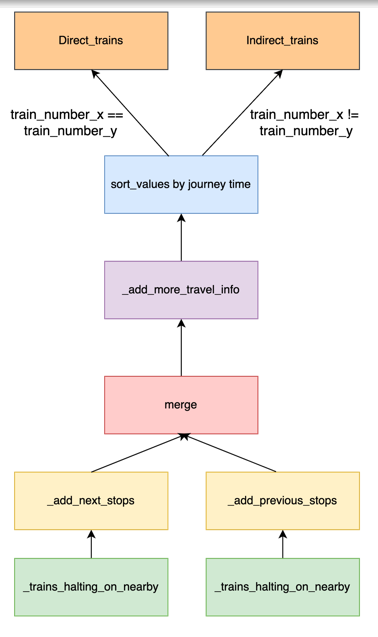 Direct_trains
Indirect_trains
train_number_x ==
train_number_y
train_number_x !=
train_number_y
sort_values by journey time
_add_more_travel_info
merge
_add_next_stops
_add_previous_stops
_trains_halting_on_nearby
_trains_halting_on_nearby